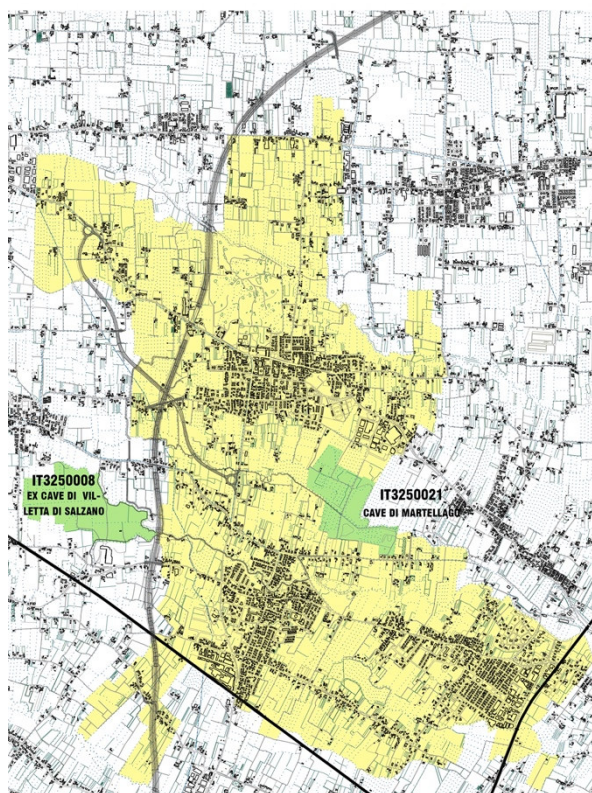 IT3250008
EX CAVE DI VIL-
LETTA DI SALZANO
IT3250021
CAVE DI MARTELLAGO